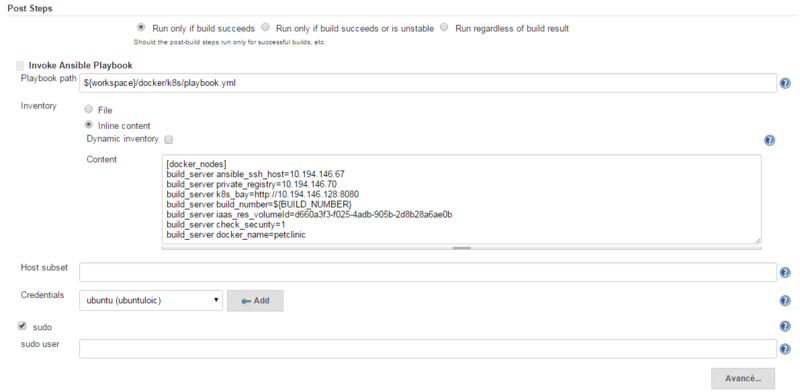 Post Steps
Run only if build succeeds Run only if build succeeds or is unstable Run regardless of build result
Should the post-build steps run only for successful builds, etc.
Invoke Ansible Playbook
Playbook path ${workspace}/docker/k8s/playbook.yml
Inventory
File
Inline content
Dynamic inventory
Content
[docker_nodes]
build_server ansible_ssh_host=10.194.146.67
build_server private_registry=10.194.146.70
build_server k8s_bay=http://10.194.146.128:8080
build_server build_number=${BUILD_NUMBER}
build_server iaas_res_volumeId=d660a3f3-f025-4adb-905b-2d8b28a6ae0b
build_server check_security=1
build_server docker_name=petclinic
Host subset
Credentials ubuntu (ubuntuloic) Add
sudo
sudo user
Avancé...